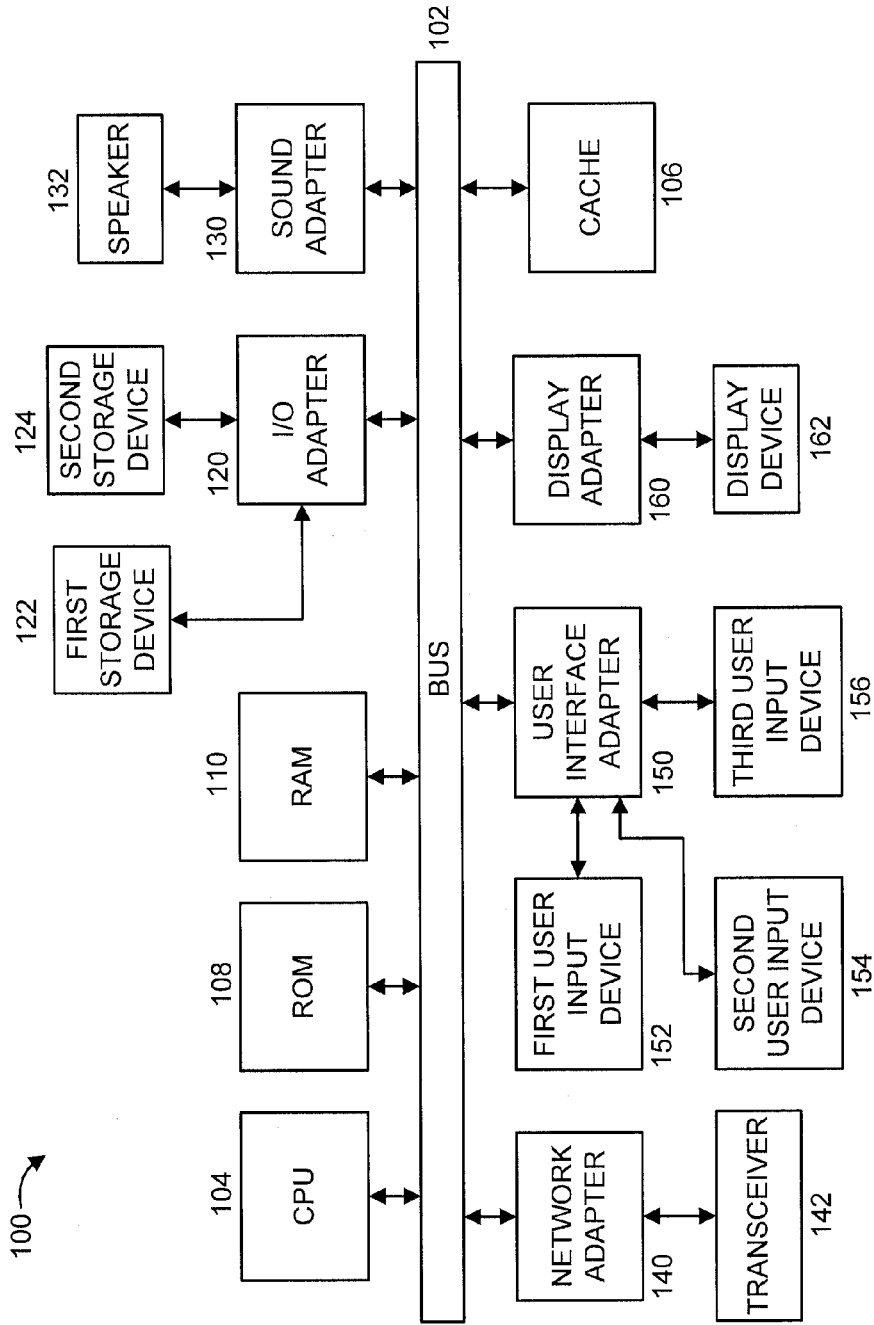 100
104
CPU
108
ROM
110
RAM
122
FIRST
STORAGE
DEVICE
124
SECOND
STORAGE
DEVICE
120
I/O
ADAPTER
132
SPEAKER
130
SOUND
ADAPTER
BUS
102
NETWORK
ADAPTER
140
TRANSCEIVER
142
FIRST USER
INPUT
DEVICE
152
SECOND
USER INPUT
DEVICE
154
USER
INTERFACE
ADAPTER
150
THIRD USER
INPUT
DEVICE
156
DISPLAY
ADAPTER
160
DISPLAY
DEVICE
162
CACHE
106